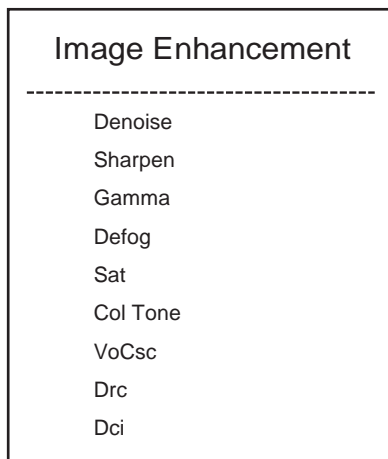 Image Enhancement
-------------------------------------
Denoise
Sharpen
Gamma
Defog
Sat
Col Tone
VoCsc
Drc
Dci